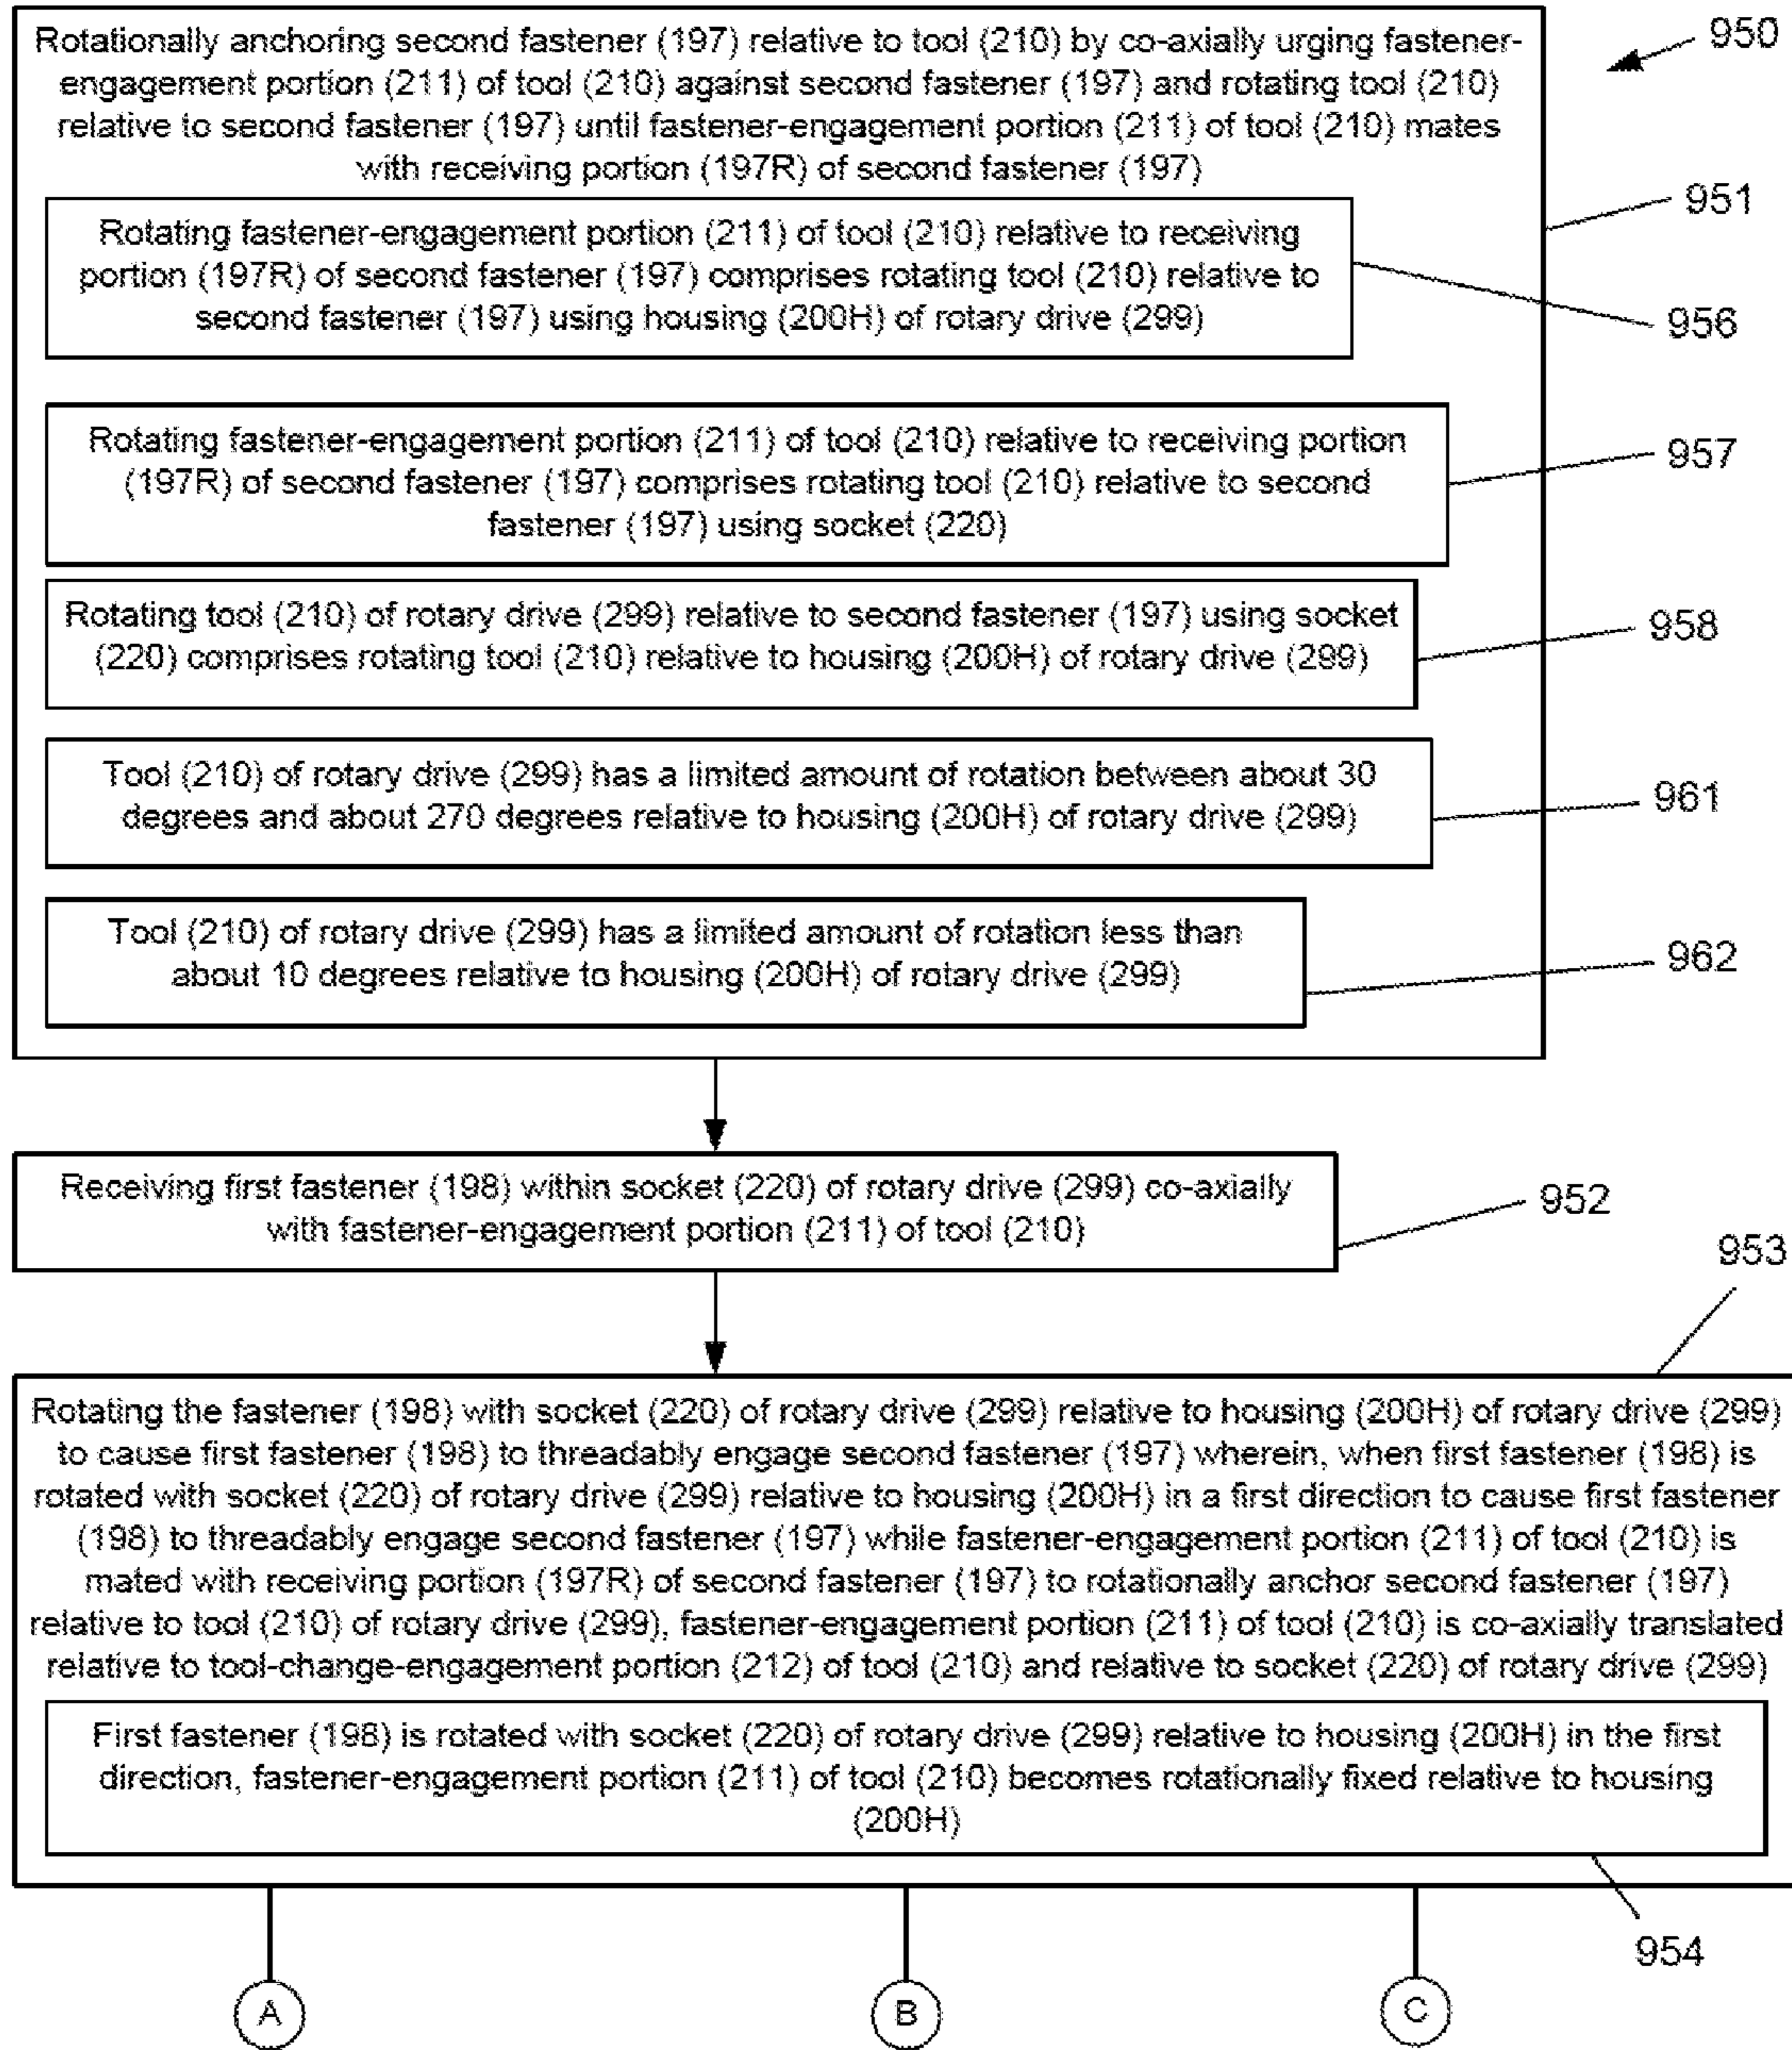 950
Rotationally anchoring second fastener (197) relative to tool (210) by co-axially urging fastener-
engagement portion (211) of tool (210) against second fastener (197) and rotating tool (210)
relative to second fastener (197) until fastener-engagement portion (211) of tool (210) mates
with receiving portion (197R) of second fastener (197)
951
Rotating fastener-engagement portion (211) of tool (210) relative to receiving
portion (197R) of second fastener (197) comprises rotating tool (210) relative to
second fastener (197) using housing (200H) of rotary drive (299)
956
Rotating fastener-engagement portion (211) of tool (210) relative to receiving portion
(197R) of second fastener (197) comprises rotating tool (210) relative to second
fastener (197) using socket (220)
957
Rotating tool (210) of rotary drive (299) relative to second fastener (197) using socket
(220) comprises rotating tool (210) relative to housing (200H) of rotary drive (299)
958
Tool (210) of rotary drive (299) has a limited amount of rotation between about 30
degrees and about 270 degrees relative to housing (200H) of rotary drive (299)
961
Tool (210) of rotary drive (299) has a limited amount of rotation less than
about 10 degrees relative to housing (200H) of rotary drive (299)
962
Receiving first fastener (198) within socket (220) of rotary drive (299) co-axially
with fastener-engagement portion (211) of tool (210)
952
953
Rotating the fastener (198) with socket (220) of rotary drive (299) relative to housing (200H) of rotary drive (299)
to cause first fastener (198) to threadably engage second fastener (197) wherein, when first fastener (198) is
rotated with socket (220) of rotary drive (299) relative to housing (200H) in a first direction to cause first fastener
(198) to threadably engage second fastener (197) while fastener-engagement portion (211) of tool (210) is
mated with receiving portion (197R) of second fastener (197) to rotationally anchor second fastener (197)
relative to tool (210) of rotary drive (299), fastener-engagement portion (211) of tool (210) is co-axially translated
relative to tool-change-engagement portion (212) of tool (210) and relative to socket (220) of rotary drive (299)
First fastener (198) is rotated with socket (220) of rotary drive (299) relative to housing (200H) in the first
direction, fastener-engagement portion (211) of tool (210) becomes rotationally fixed relative to housing
(200H)
954
A
B
C